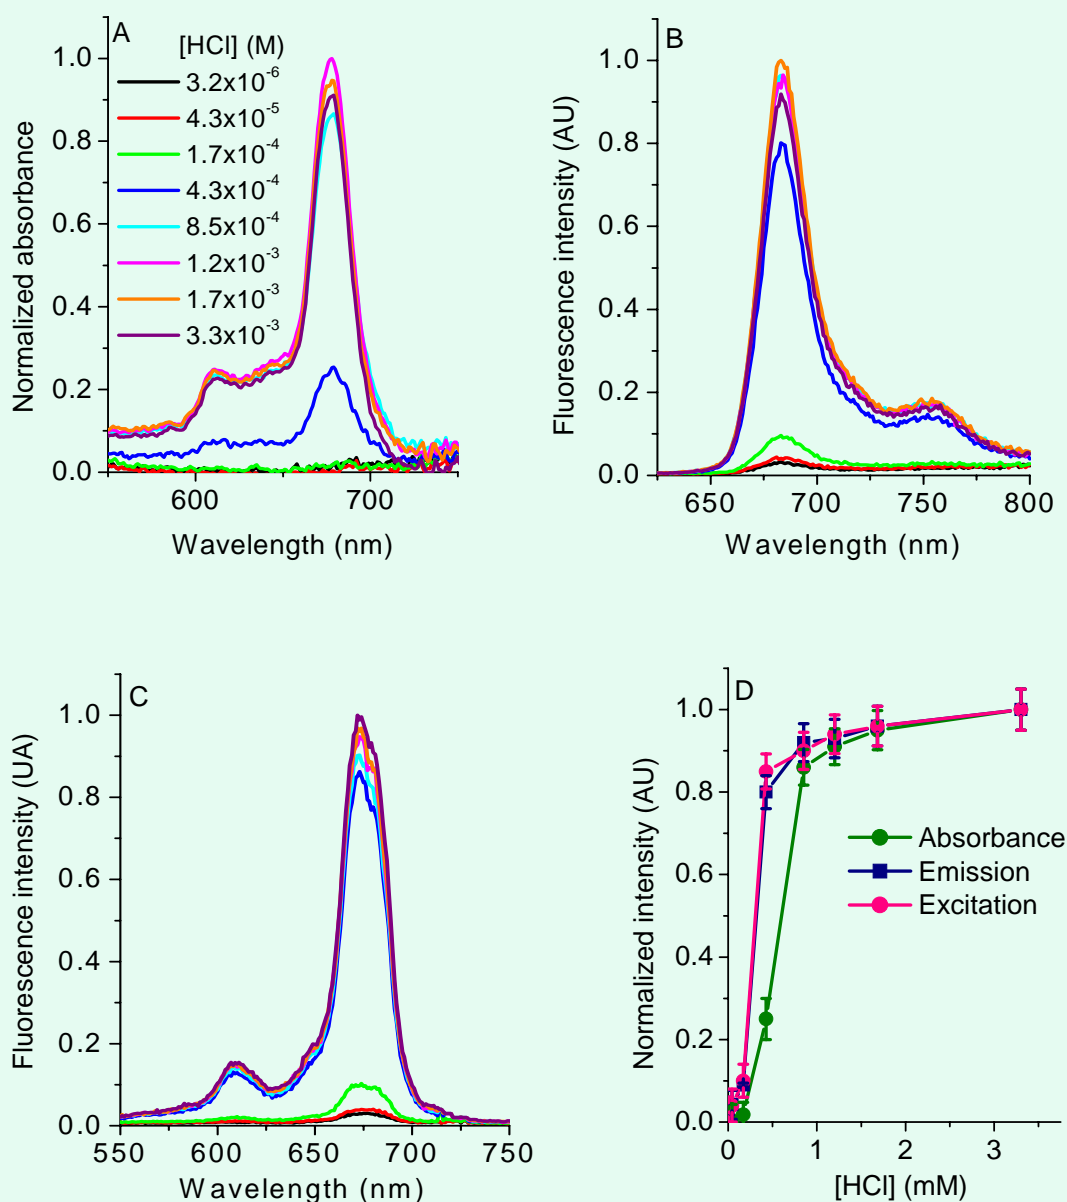 A
[HCl] (M)
3.2x10⁻⁶
4.3x10⁻⁵
1.7x10⁻⁴
4.3x10⁻⁴
8.5x10⁻⁴
1.2x10⁻³
1.7x10⁻³
3.3x10⁻³
Normalized absorbance
1.0
0.8
0.6
0.4
0.2
0.0
600 700
Wavelength (nm)
B
Fluorescence intensity (AU)
1.0
0.8
0.6
0.4
0.2
0.0
650 700 750 800
Wavelength (nm)
C
Fluorescence intensity (UA)
1.0
0.8
0.6
0.4
0.2
0.0
550 600 650 700 750
Wavelength (nm)
D
Normalized intensity (AU)
1.0
0.8
0.6
0.4
0.2
0.0
Absorbance
Emission
Excitation
0 1 2 3
[HCl] (mM)